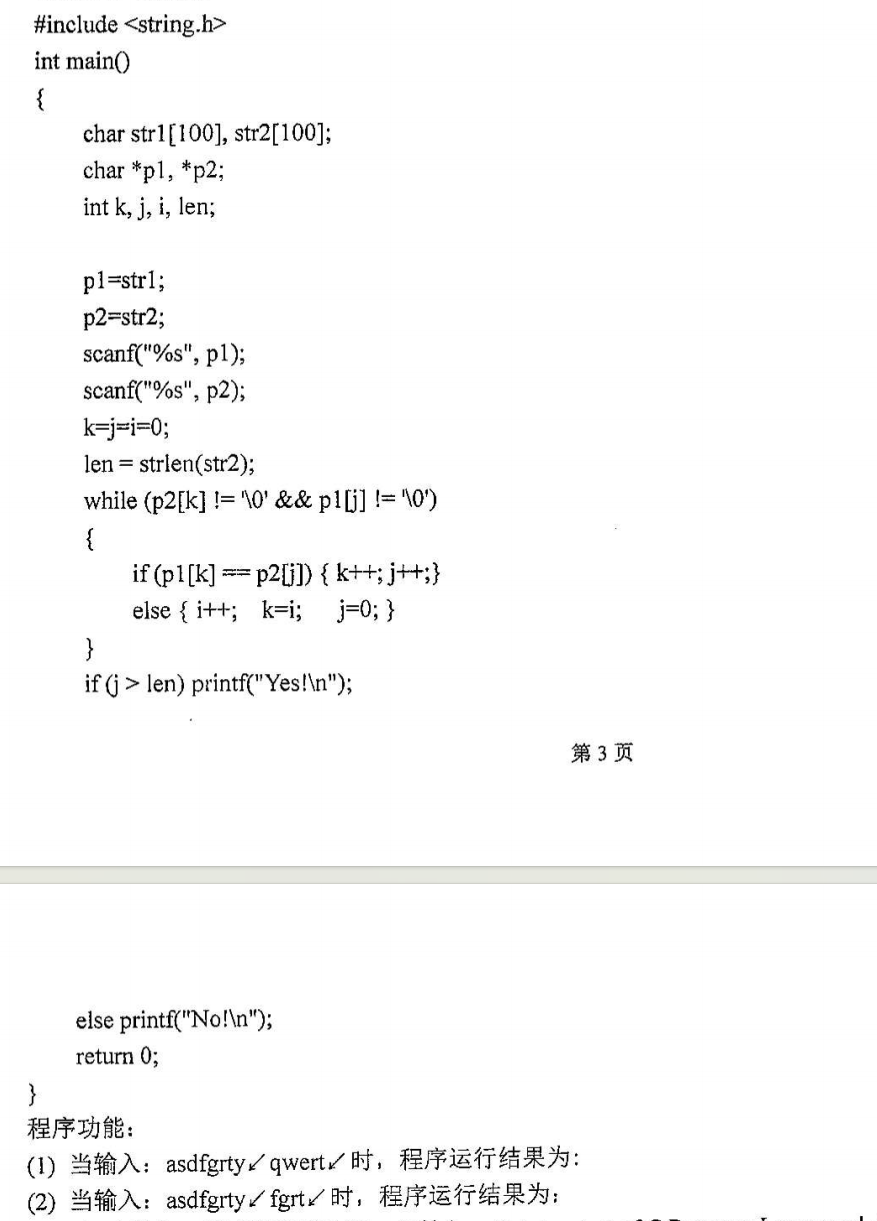 #include <string.h>
int main()
{
char str1[100], str2[100];
char *p1, *p2;
int k, j, i, len;
p1=str1;
p2=str2;
scanf("%s", p1);
scanf("%s", p2);
k=j=i=0;
len = strlen(str2);
while (p2[k] != '\0' && p1[j] != '\0')
{
if (p1[k] == p2[j]) { k++; j++;}
else { i++; k=i; j=0; }
}
if (j > len) printf("Yes!\n");
第 3 页
else printf("No!\n");
return 0;
}
程序功能：
(1) 当输入：asdfgrty↙qwert↙时，程序运行结果为：
(2) 当输入：asdfgrty↙fgrt↙时，程序运行结果为：